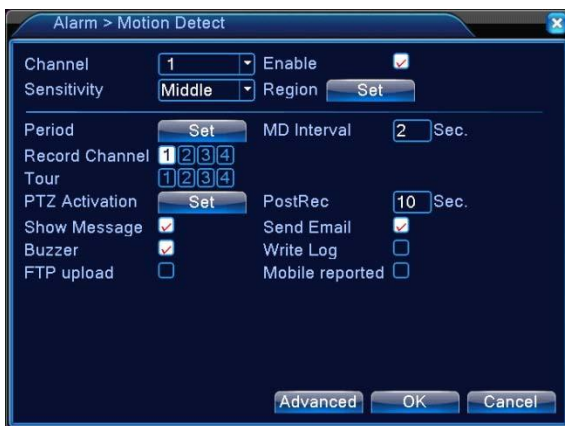 Alarm > Motion Detect
Channel 1 Enable
Sensitivity Middle Region Set
Period Set MD Interval 2 Sec.
Record Channel 1 2 3 4
Tour 1 2 3 4
PTZ Activation Set PostRec 10 Sec.
Show Message Send Email
Buzzer Write Log
FTP upload Mobile reported
Advanced OK Cancel